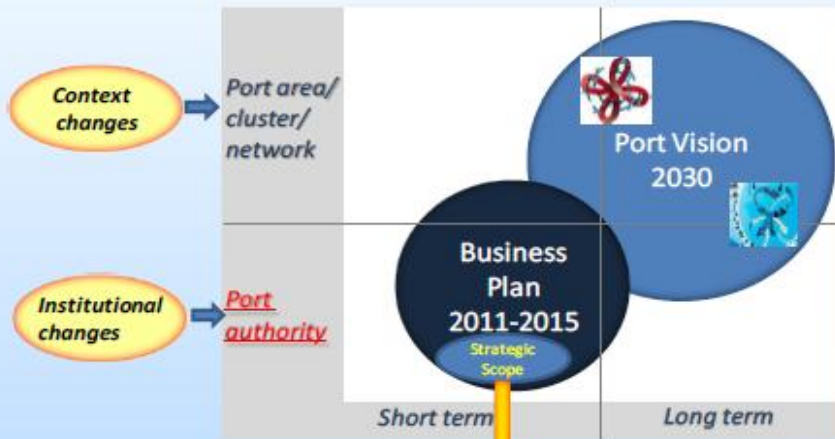 Context
changes
Port area/
cluster/
network
Port Vision
2030
Business
Plan
2011-2015
Strategic
Scope
Institutional
changes
Port
authority
Short term
Long term